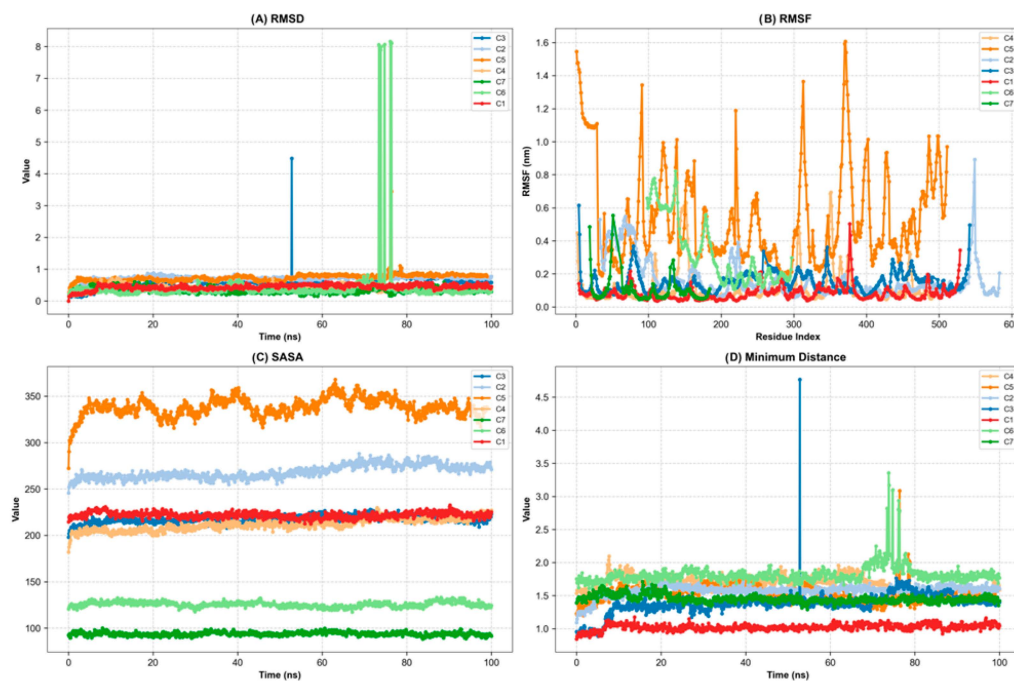 (A) RMSD
Value
8
7
6
5
4
3
2
1
0
0
20
40
60
80
100
Time (ns)
C3
C2
C5
C4
C7
C6
C1
(B) RMSF
RMSF (nm)
1.6
1.4
1.2
1.0
0.8
0.6
0.4
0.2
0.0
0
100
200
300
400
500
Residue Index
C4
C5
C2
C3
C1
C6
C7
(C) SASA
Value
350
300
250
200
150
100
0
20
40
60
80
100
Time (ns)
C3
C2
C5
C4
C7
C6
C1
(D) Minimum Distance
Value
4.5
4.0
3.5
3.0
2.5
2.0
1.5
1.0
0
20
40
60
80
100
Time (ns)
C4
C5
C2
C3
C1
C6
C7